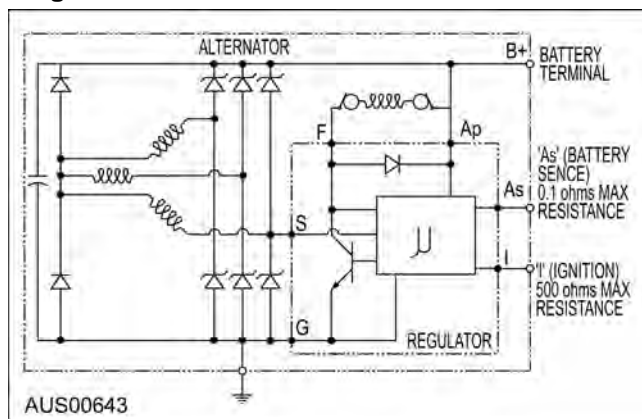 ALTERNATOR
B+
BATTERY
TERMINAL
F
Ap
'As' (BATTERY
SENCE)
As
0.1 ohms MAX
RESISTANCE
S
μ
I
'I' (IGNITION)
500 ohms MAX
RESISTANCE
G
REGULATOR
AUS00643